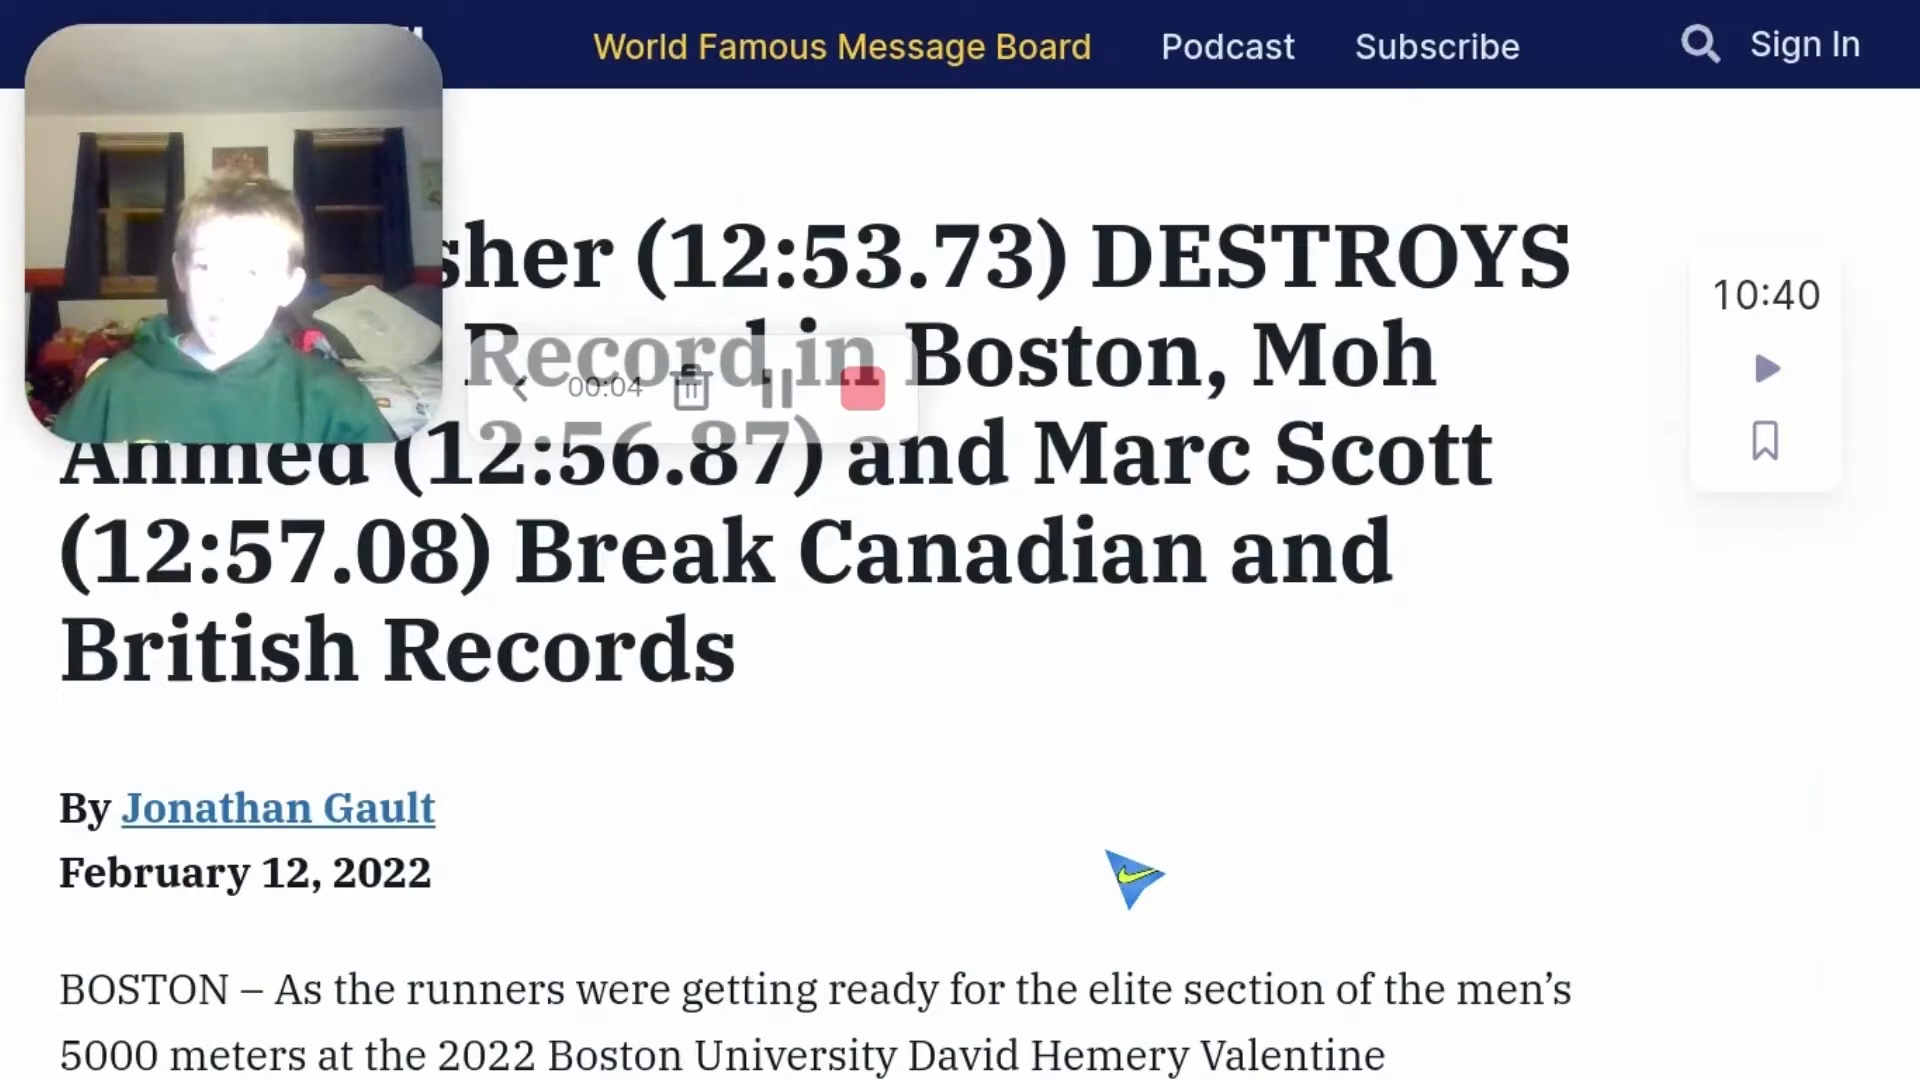 World Famous Message Board Podcast Subscribe Sign In
sher (12:53.73) DESTROYS
Record in Boston, Moh
Ahmed (12:56.87) and Marc Scott
(12:57.08) Break Canadian and
British Records
10:40
00:04
By Jonathan Gault
February 12, 2022
BOSTON – As the runners were getting ready for the elite section of the men’s
5000 meters at the 2022 Boston University David Hemery Valentine